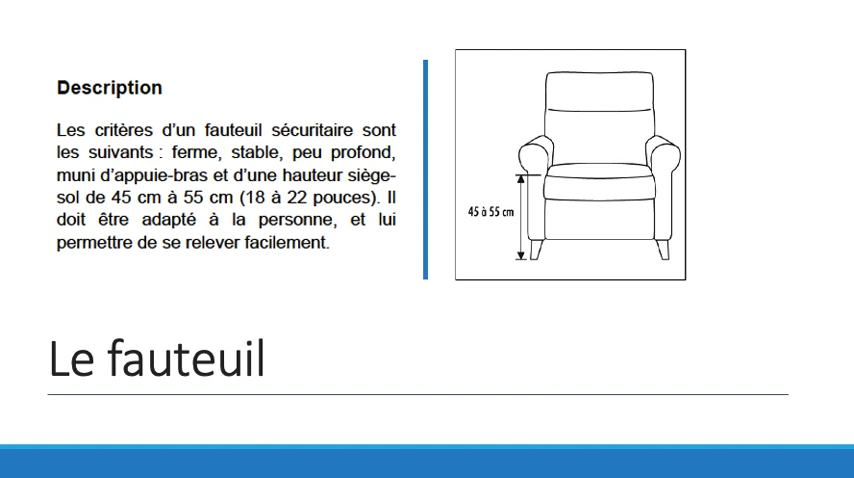 Description
Les critères d’un fauteuil sécuritaire sont
les suivants : ferme, stable, peu profond,
muni d’appuie-bras et d’une hauteur siège-
sol de 45 cm à 55 cm (18 à 22 pouces). Il
doit être adapté à la personne, et lui
permettre de se relever facilement.
45 à 55 cm
Le fauteuil